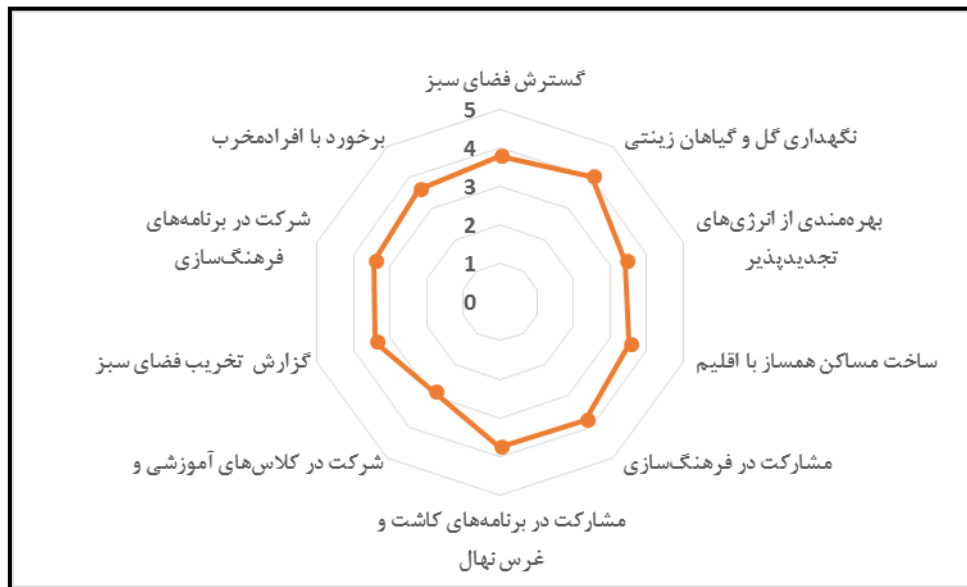 گسترش فضای سبز
نگهداری گل و گیاهان زینتی
بهره‌مندی از انرژی‌های
تجدیدپذیر
ساخت مساکن همساز با اقلیم
مشارکت در فرهنگ‌سازی
مشارکت در برنامه‌های کاشت و
غرس نهال
شرکت در کلاس‌های آموزشی و
گزارش تخریب فضای سبز
شرکت در برنامه‌های
فرهنگ‌سازی
برخورد با افرادمخرب
5
4
3
2
1
0